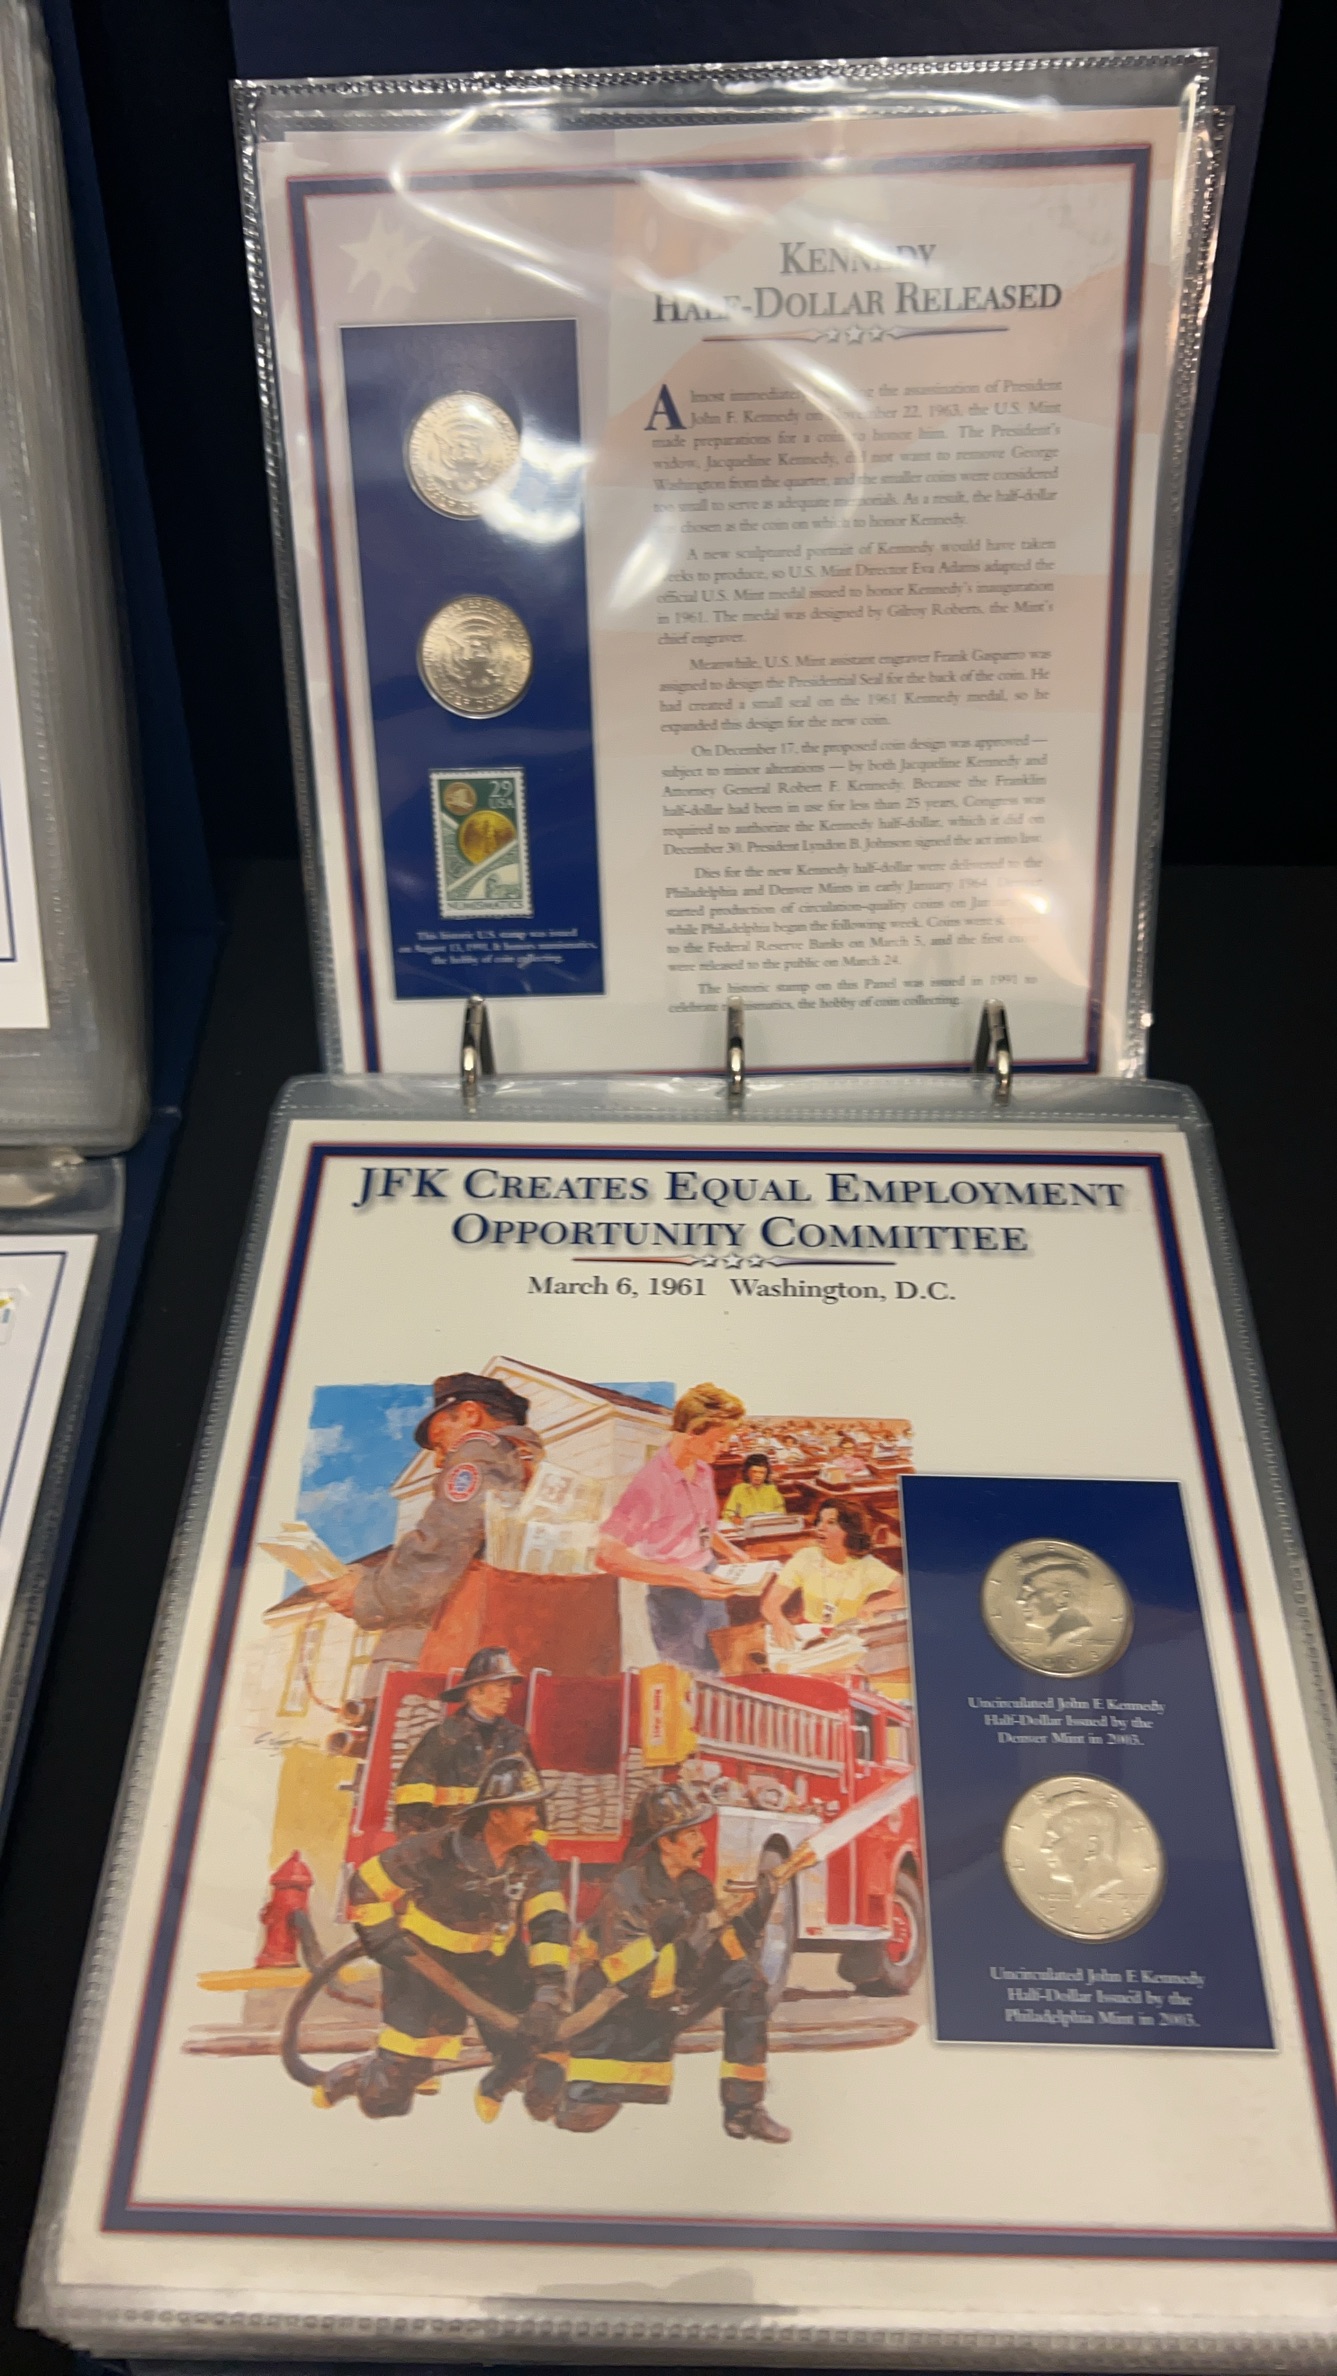 KENNEDY
HALF-DOLLAR RELEASED
Almost the assassination of President
John F. Kennedy on 22, 1963, the U.S. Mint
made preparations for a coin to honor him. The President's
widow, Jacqueline Kennedy, did not want to remove George
Washington from the quarter, and the smaller coins were considered
too small to serve as adequate memorials. As a result, the half-dollar
chosen as the coin on which to honor Kennedy.
A new sculptured portrait of Kennedy would have taken
weeks to produce, so U.S. Mint Director Eva Adams adapted the
official U.S. Mint medal issued to honor Kennedy's inauguration
in 1961. The medal was designed by Gilroy Roberts, the Mint's
chief engraver.
Meanwhile, U.S. Mint assistant engraver Frank Gasparro was
assigned to design the Presidential Seal for the back of the coin. He
had created a small seal on the 1961 Kennedy medal, so he
expanded this design for the new coin.
On December 17, the proposed coin design was approved —
subject to minor alterations — by both Jacqueline Kennedy and
Attorney General Robert F. Kennedy. Because the Franklin
half-dollar had been in use for less than 25 years, Congress was
required to authorize the Kennedy half-dollar, which it did on
December 30. President Lyndon B. Johnson signed the act into law
Dies for the new Kennedy half-dollar were delivered to the
Philadelphia and Denver Mints in early January 1964.
started production of circulation-quality coins on
while Philadelphia began the following week. Coins were
to the Federal Reserve Banks on March 5, and the first
were released to the public on March 24.
The historic stamp on this Panel was issued in 1991 to
celebrate numismatics, the hobby of coin collecting.
29
USA
NUMISMATICS
This historic U.S. stamp was issued
on August 13, 1991. It honors numismatics,
the hobby of coin collecting.
JFK CREATES EQUAL EMPLOYMENT
OPPORTUNITY COMMITTEE
March 6, 1961 Washington, D.C.
Uncirculated John F. Kennedy
Half-Dollar Issued by the
Denver Mint in 2003.
Uncirculated John F. Kennedy
Half-Dollar Issued by the
Philadelphia Mint in 2003.